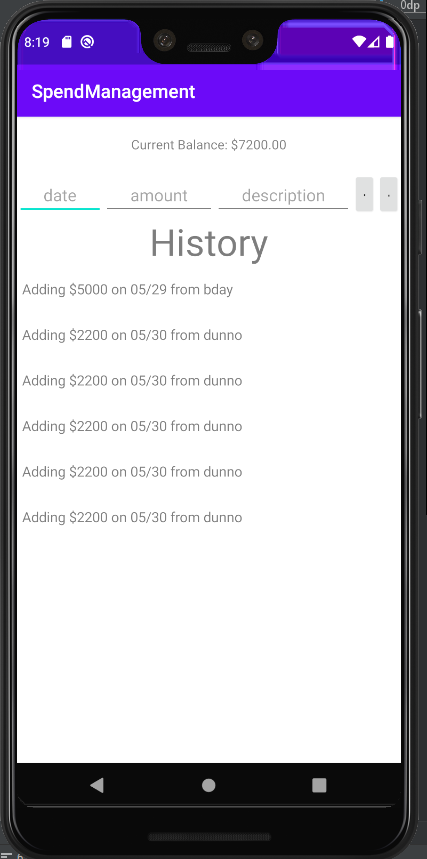 0dp
8:19
SpendManagement
Current Balance: $7200.00
date amount description
History
Adding $5000 on 05/29 from bday
Adding $2200 on 05/30 from dunno
Adding $2200 on 05/30 from dunno
Adding $2200 on 05/30 from dunno
Adding $2200 on 05/30 from dunno
Adding $2200 on 05/30 from dunno